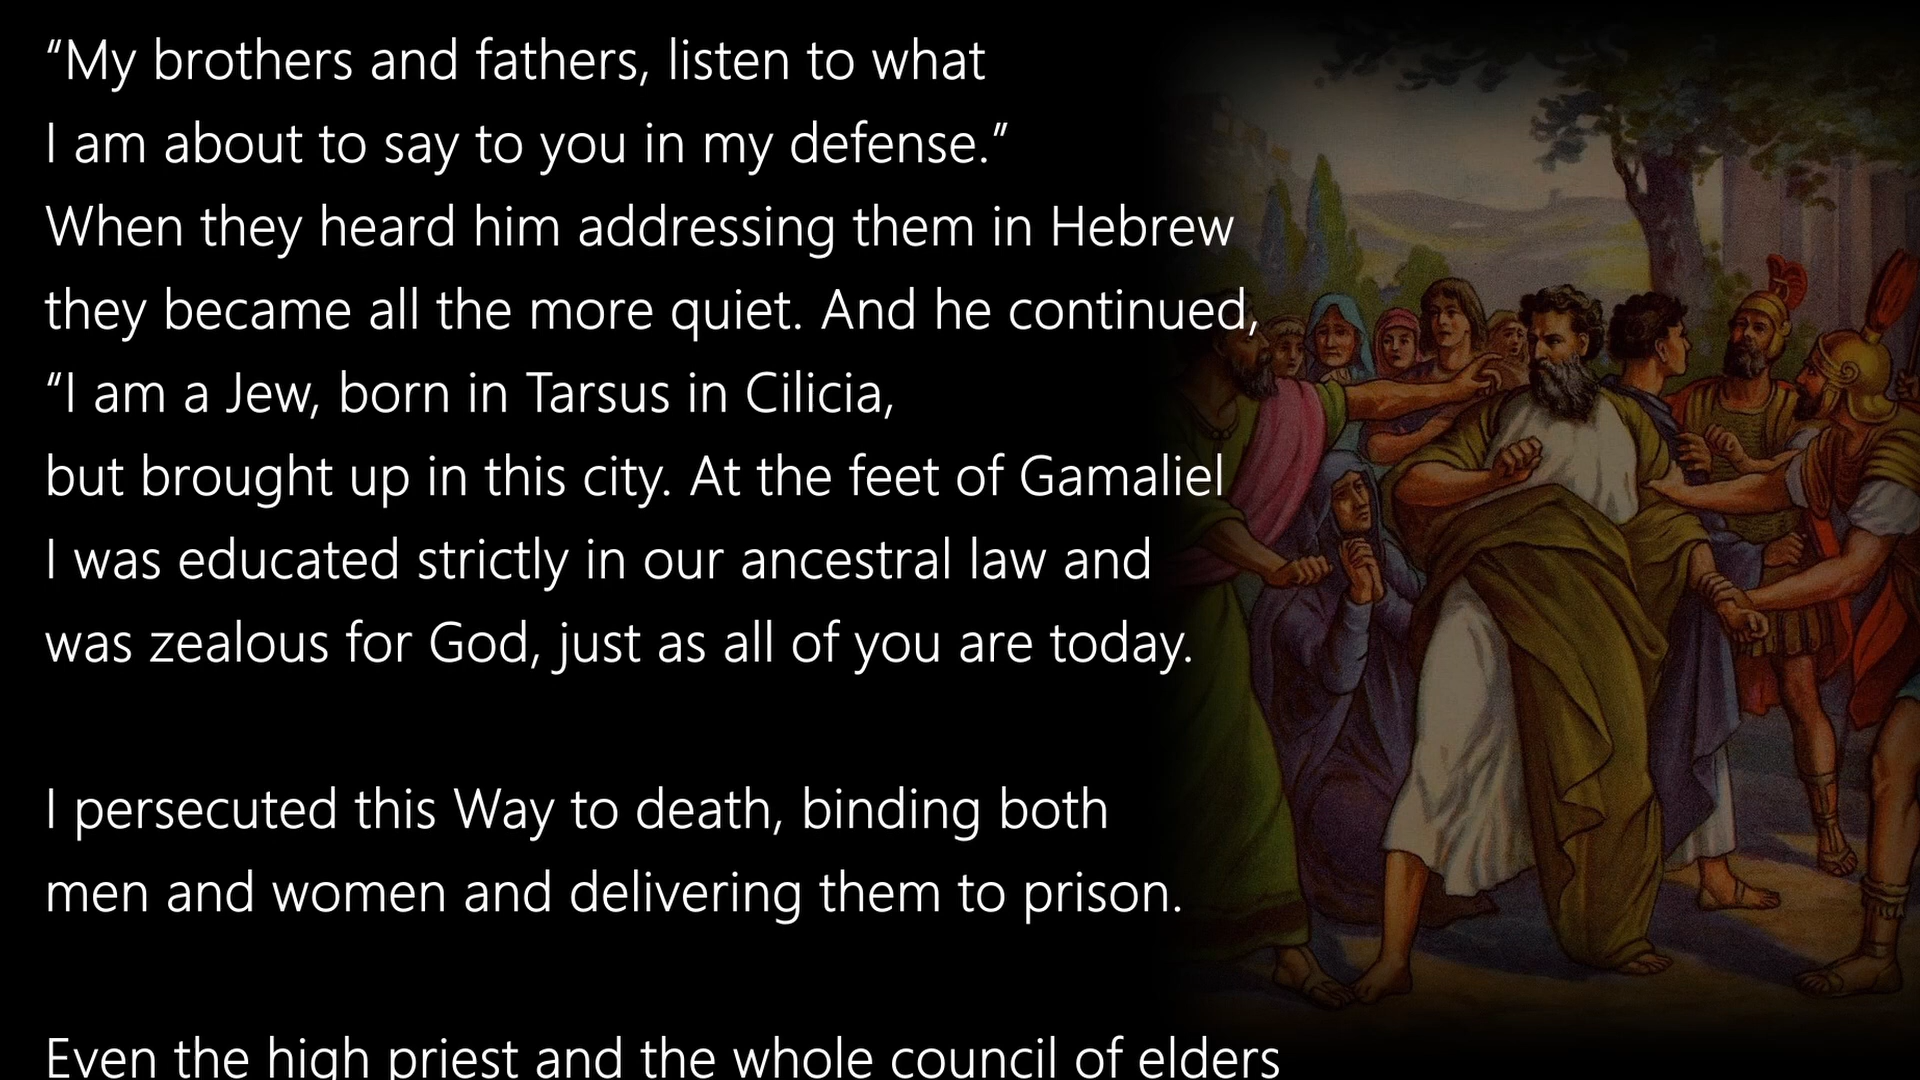 “My brothers and fathers, listen to what
I am about to say to you in my defense.”
When they heard him addressing them in Hebrew
they became all the more quiet. And he continued,
“I am a Jew, born in Tarsus in Cilicia,
but brought up in this city. At the feet of Gamaliel
I was educated strictly in our ancestral law and
was zealous for God, just as all of you are today.
I persecuted this Way to death, binding both
men and women and delivering them to prison.
Even the high priest and the whole council of elders